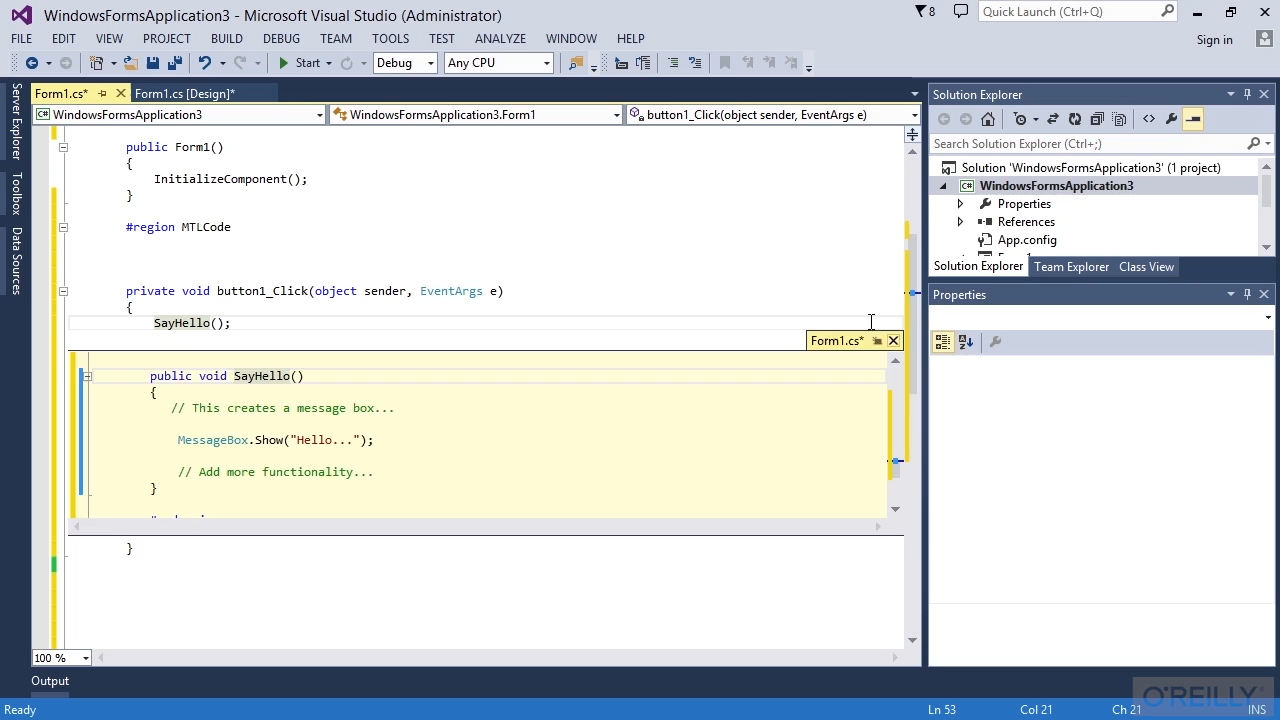 WindowsFormsApplication3 - Microsoft Visual Studio (Administrator)
8
Quick Launch (Ctrl+Q)
FILE EDIT VIEW PROJECT BUILD DEBUG TEAM TOOLS TEST ANALYZE WINDOW HELP
Sign in
Start
Debug
Any CPU
Server Explorer
Toolbox
Data Sources
Form1.cs*
Form1.cs [Design]*
C# WindowsFormsApplication3
WindowsFormsApplication3.Form1
button1_Click(object sender, EventArgs e)
public Form1()
{
InitializeComponent();
}
#region MTLCode
private void button1_Click(object sender, EventArgs e)
{
SayHello();
Form1.cs*
public void SayHello()
{
// This creates a message box...
MessageBox.Show("Hello...");
// Add more functionality...
}
}
100 %
Solution Explorer
Search Solution Explorer (Ctrl+;)
Solution 'WindowsFormsApplication3' (1 project)
C# WindowsFormsApplication3
Properties
References
App.config
Solution Explorer
Team Explorer
Class View
Properties
Output
Ready
Ln 53
Col 21
Ch 21
INS
O'REILLY